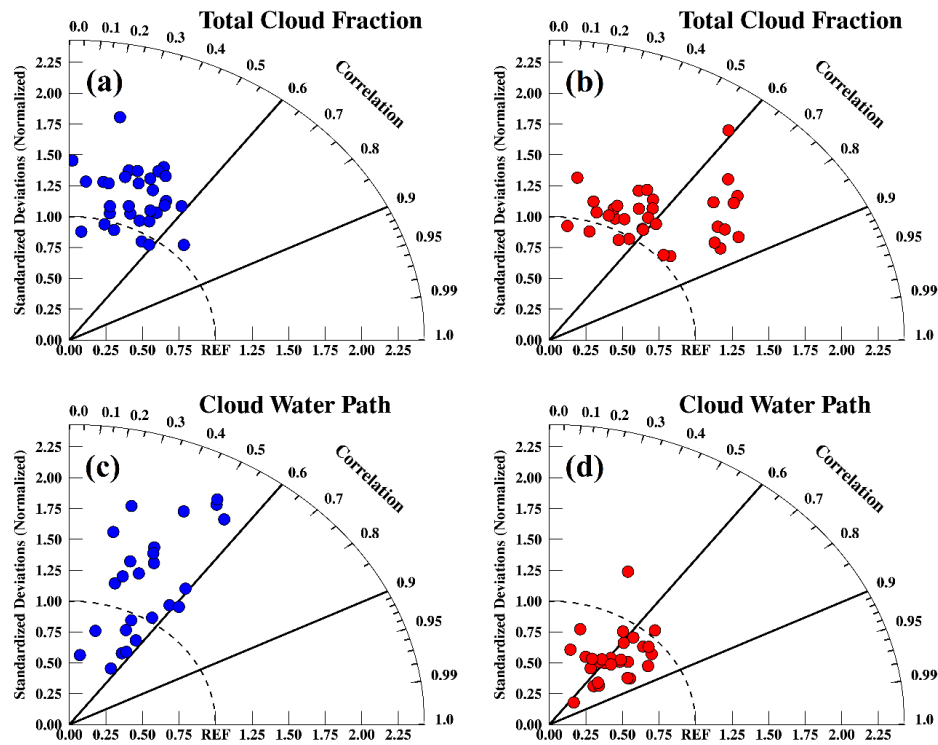 Total Cloud Fraction
(a)
Standardized Deviations (Normalized)
Correlation
0.0 0.1 0.2 0.3 0.4 0.5 0.6 0.7 0.8 0.9 0.95 0.99 1.0
2.25
2.00
1.75
1.50
1.25
1.00
0.75
0.50
0.25
0.00
0.00 0.25 0.50 0.75 REF 1.25 1.50 1.75 2.00 2.25
Total Cloud Fraction
(b)
Standardized Deviations (Normalized)
Correlation
0.0 0.1 0.2 0.3 0.4 0.5 0.6 0.7 0.8 0.9 0.95 0.99 1.0
2.25
2.00
1.75
1.50
1.25
1.00
0.75
0.50
0.25
0.00
0.00 0.25 0.50 0.75 REF 1.25 1.50 1.75 2.00 2.25
Cloud Water Path
(c)
Standardized Deviations (Normalized)
Correlation
0.0 0.1 0.2 0.3 0.4 0.5 0.6 0.7 0.8 0.9 0.95 0.99 1.0
2.25
2.00
1.75
1.50
1.25
1.00
0.75
0.50
0.25
0.00
0.00 0.25 0.50 0.75 REF 1.25 1.50 1.75 2.00 2.25
Cloud Water Path
(d)
Standardized Deviations (Normalized)
Correlation
0.0 0.1 0.2 0.3 0.4 0.5 0.6 0.7 0.8 0.9 0.95 0.99 1.0
2.25
2.00
1.75
1.50
1.25
1.00
0.75
0.50
0.25
0.00
0.00 0.25 0.50 0.75 REF 1.25 1.50 1.75 2.00 2.25